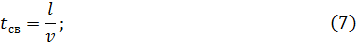 t_св = l/v; (7)